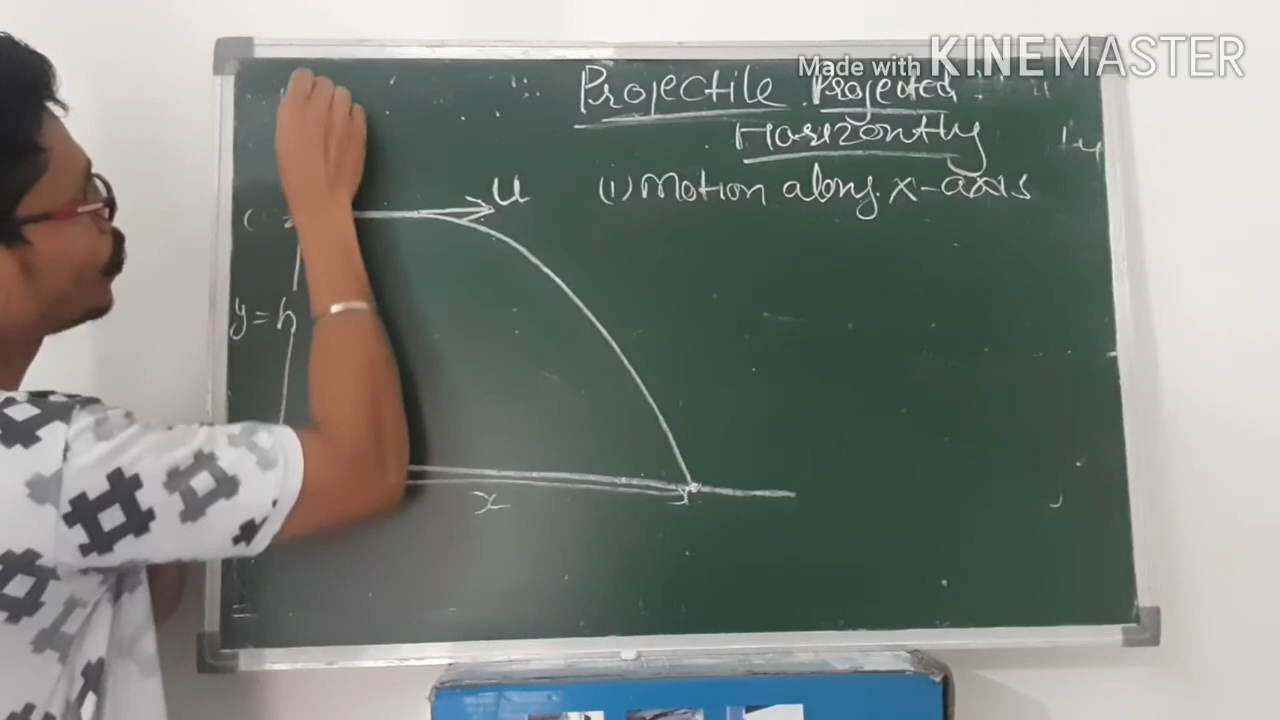 Made with KINEMASTER
Projectile Projected
Horizontly
(1) Motion along x-axis
u
y = h
x